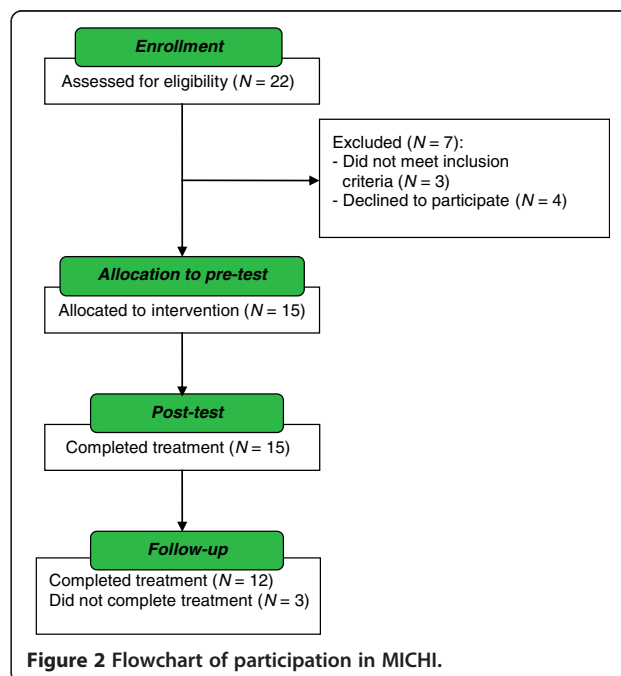 Enrollment
Assessed for eligibility (N = 22)
Excluded (N = 7):
- Did not meet inclusion
criteria (N = 3)
- Declined to participate (N = 4)
Allocation to pre-test
Allocated to intervention (N = 15)
Post-test
Completed treatment (N = 15)
Follow-up
Completed treatment (N = 12)
Did not complete treatment (N = 3)
Figure 2 Flowchart of participation in MICHI.